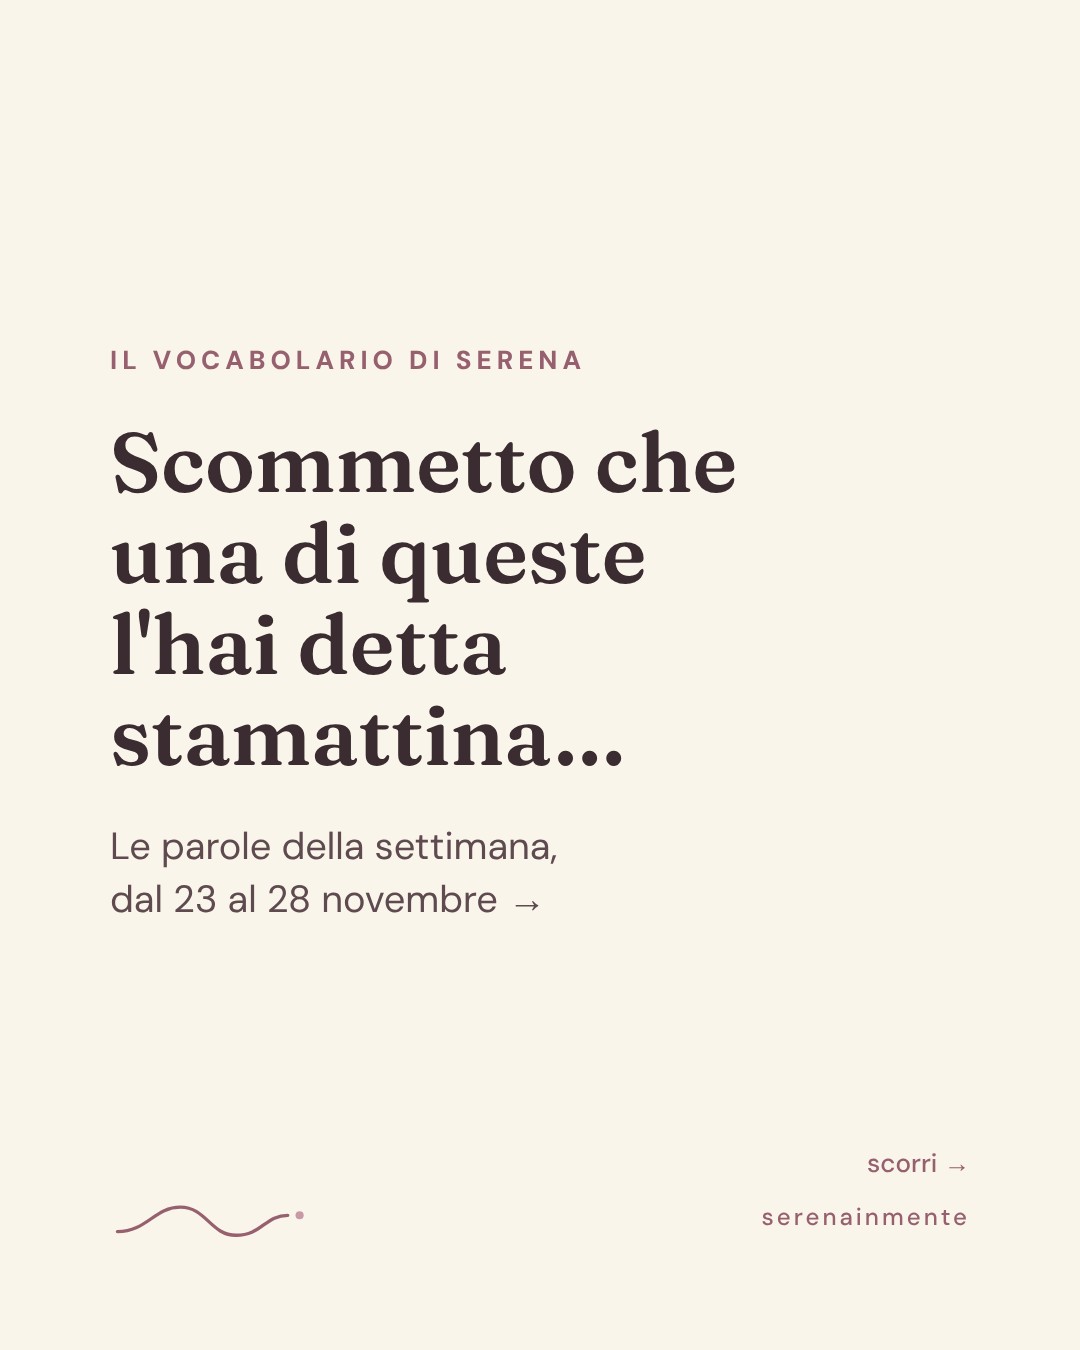 IL VOCABOLARIO DI SERENA
Scommetto che
una di queste
l'hai detta
stamattina...
Le parole della settimana,
dal 23 al 28 novembre →
scorri →
serenainmente